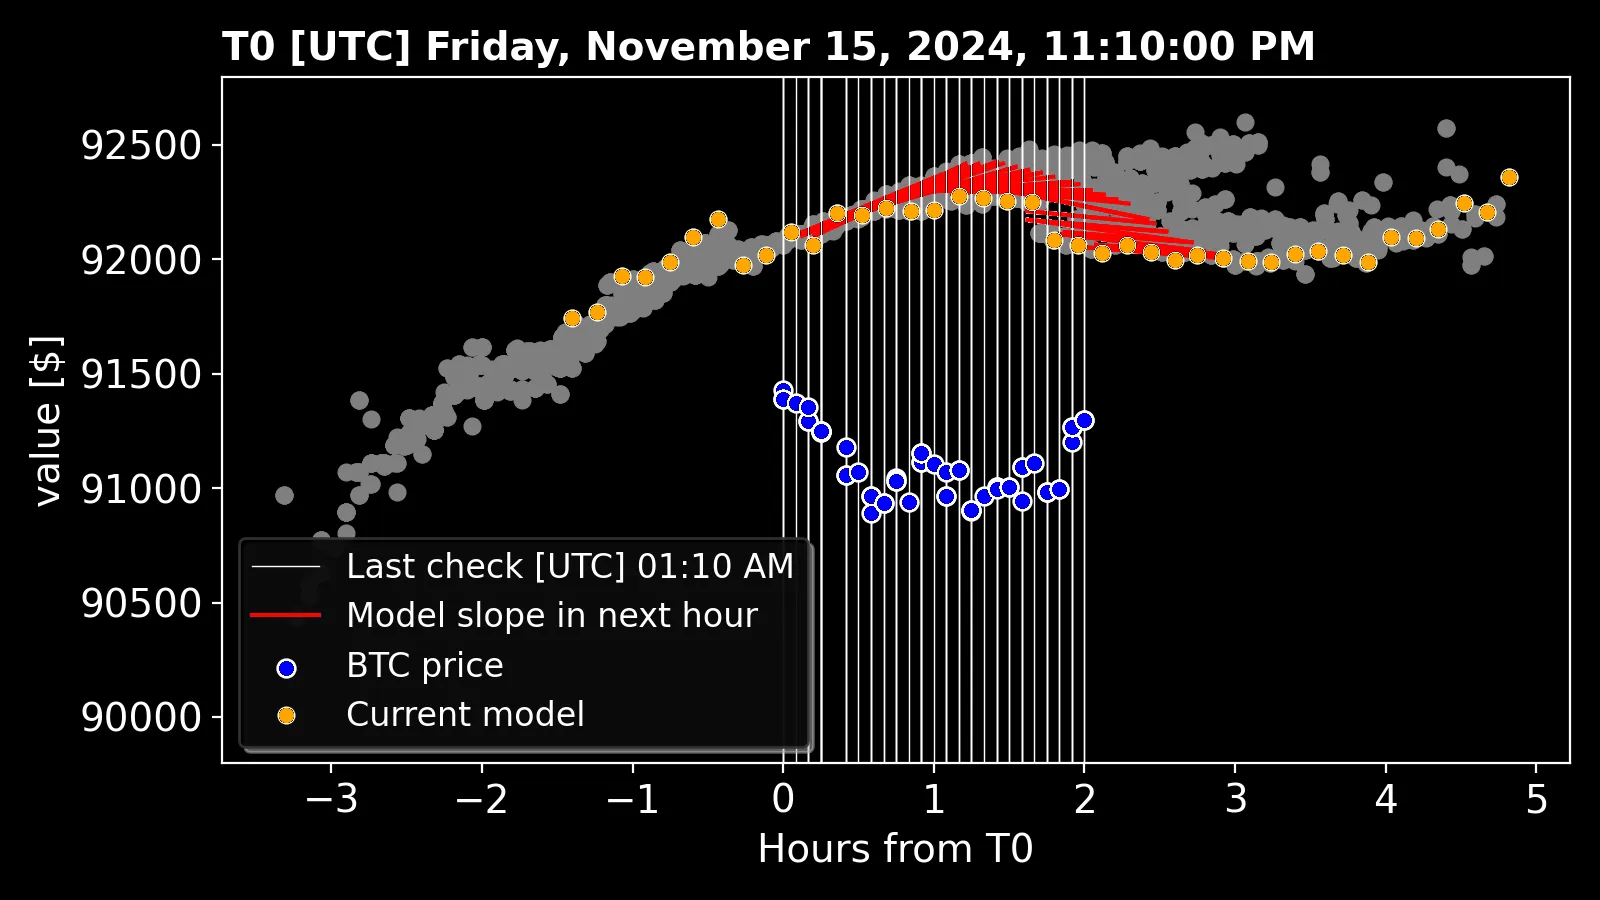 T0 [UTC] Friday, November 15, 2024, 11:10:00 PM
value [$]
92500
92000
91500
91000
90500
90000
Last check [UTC] 01:10 AM
Model slope in next hour
BTC price
Current model
−3 −2 −1 0 1 2 3 4 5
Hours from T0